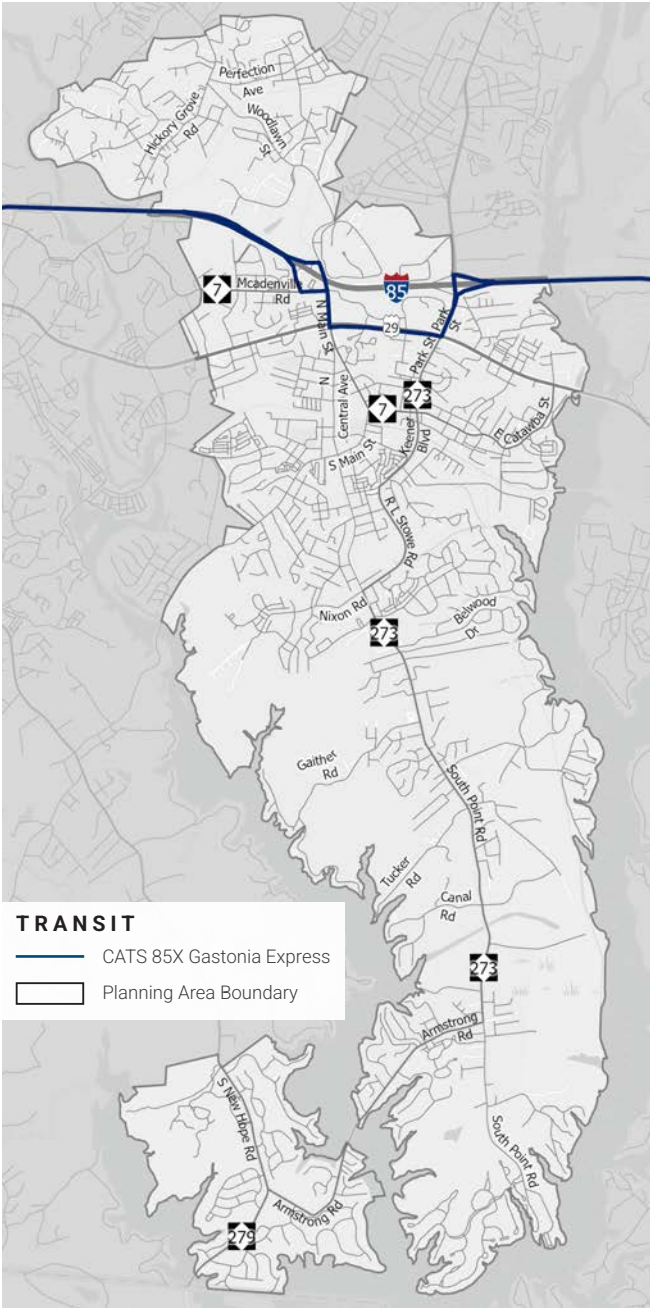 Perfection
Ave
Hickory Grove
Rd
Woodlawn
St
7
Mcadenville
Rd
85
N Main St
29
Park St
Park
St
N
Central Ave
7
273
Keener
Blvd
E
Catawba St
S Main St
R L Stowe
Rd
Nixon Rd
Belwood
Dr
273
Gaither
Rd
South Point Rd
Tucker
Rd
Canal
Rd
TRANSIT
CATS 85X Gastonia Express
Planning Area Boundary
273
Armstrong
Rd
S New Hope Rd
South Point Rd
Armstrong Rd
279